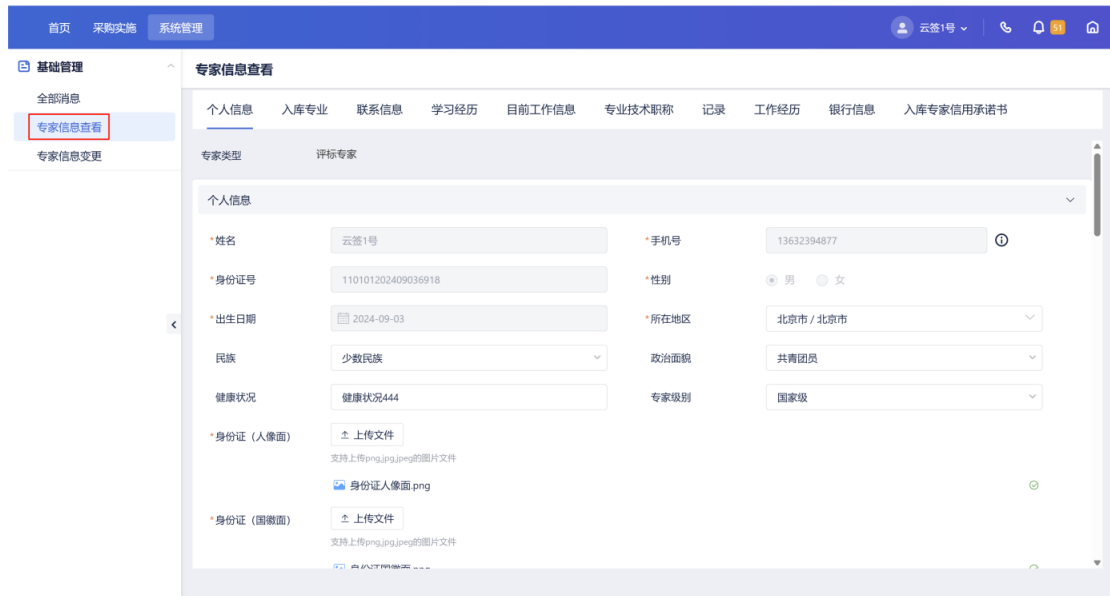 首页 采购实施 系统管理 云签1号 51
基础管理
全部消息
专家信息查看
专家信息变更
专家信息查看
个人信息 入库专业 联系信息 学习经历 目前工作信息 专业技术职称 记录 工作经历 银行信息 入库专家信用承诺书
专家类型 评标专家
个人信息
*姓名 云签1号 *手机号 13632394877
*身份证号 110101202409036918 *性别 男 女
*出生日期 2024-09-03 *所在地区 北京市 / 北京市
民族 少数民族 政治面貌 共青团员
健康状况 健康状况444 专家级别 国家级
*身份证（人像面） 上传文件
支持上传png,jpg,jpeg的图片文件
身份证人像面.png
*身份证（国徽面） 上传文件
支持上传png,jpg,jpeg的图片文件
身份证国徽面.png